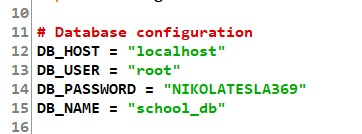 10
11 # Database configuration
12 DB_HOST = "localhost"
13 DB_USER = "root"
14 DB_PASSWORD = "NIKOLATESLA369"
15 DB_NAME = "school_db"
16